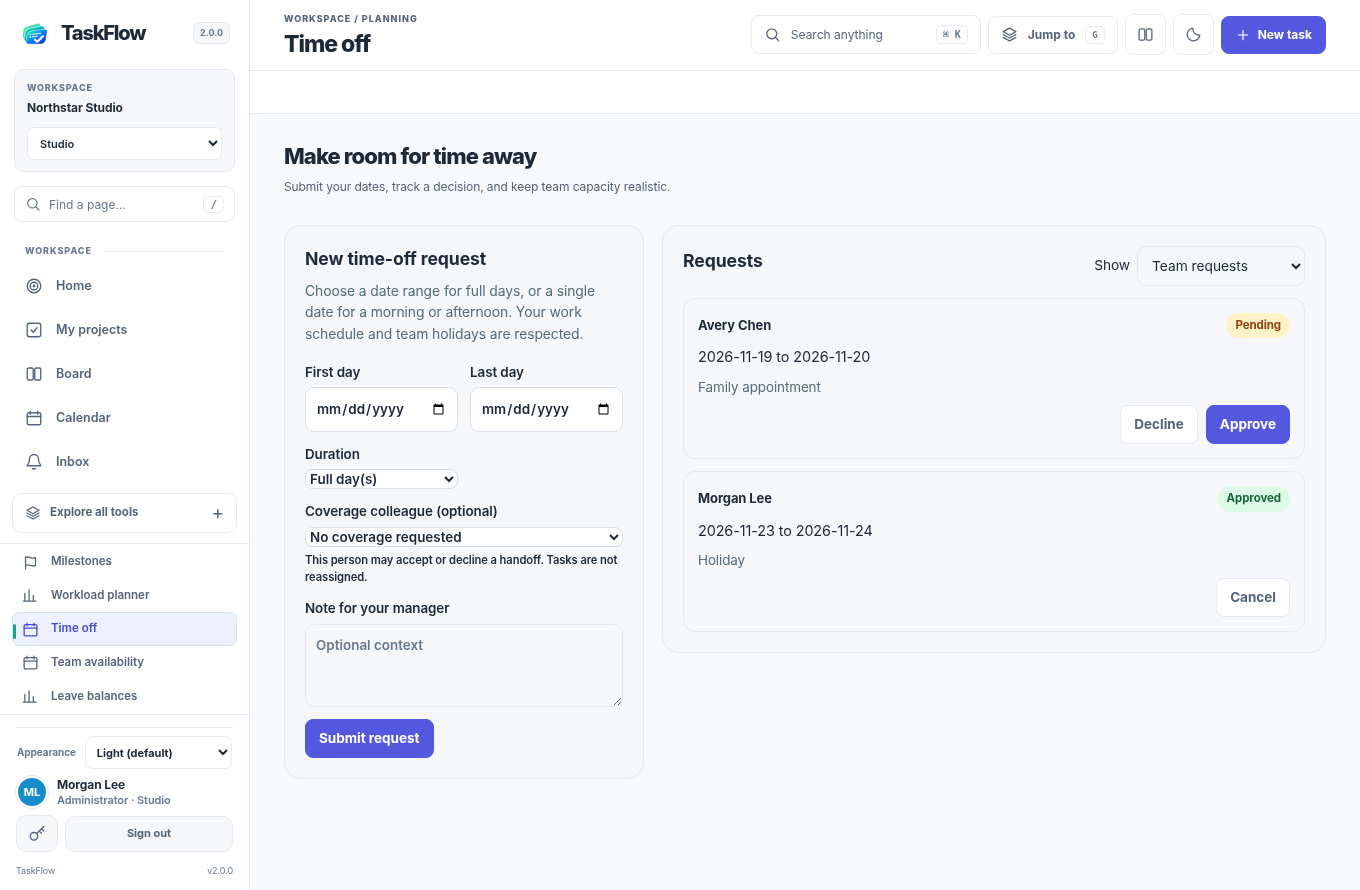 TaskFlow
2.0.0
WORKSPACE
Northstar Studio
Studio
Find a page...
/
WORKSPACE
Home
My projects
Board
Calendar
Inbox
Explore all tools
+
Milestones
Workload planner
Time off
Team availability
Leave balances
Appearance
Light (default)
ML
Morgan Lee
Administrator · Studio
Sign out
TaskFlow
v2.0.0
WORKSPACE / PLANNING
Time off
Search anything
⌘ K
Jump to
G
New task
Make room for time away
Submit your dates, track a decision, and keep team capacity realistic.
New time-off request
Choose a date range for full days, or a single
date for a morning or afternoon. Your work
schedule and team holidays are respected.
First day
Last day
mm/dd/yyyy
mm/dd/yyyy
Duration
Full day(s)
Coverage colleague (optional)
No coverage requested
This person may accept or decline a handoff. Tasks are not
reassigned.
Note for your manager
Optional context
Submit request
Requests
Show
Team requests
Avery Chen
Pending
2026-11-19 to 2026-11-20
Family appointment
Decline
Approve
Morgan Lee
Approved
2026-11-23 to 2026-11-24
Holiday
Cancel